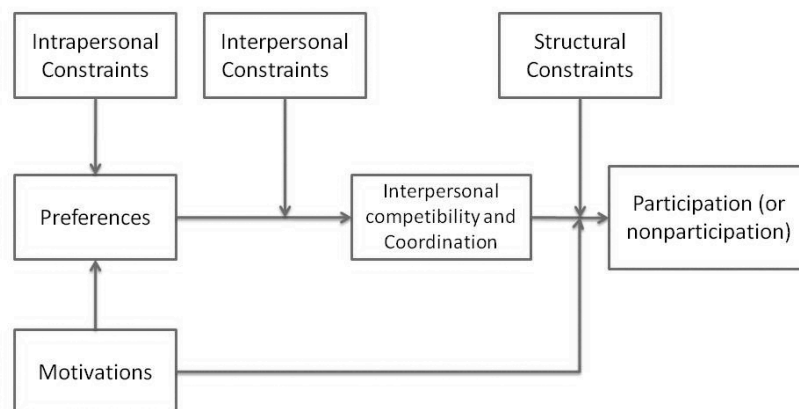 Intrapersonal
Constraints
Interpersonal
Constraints
Structural
Constraints
Preferences
Interpersonal
competibility and
Coordination
Participation (or
nonparticipation)
Motivations